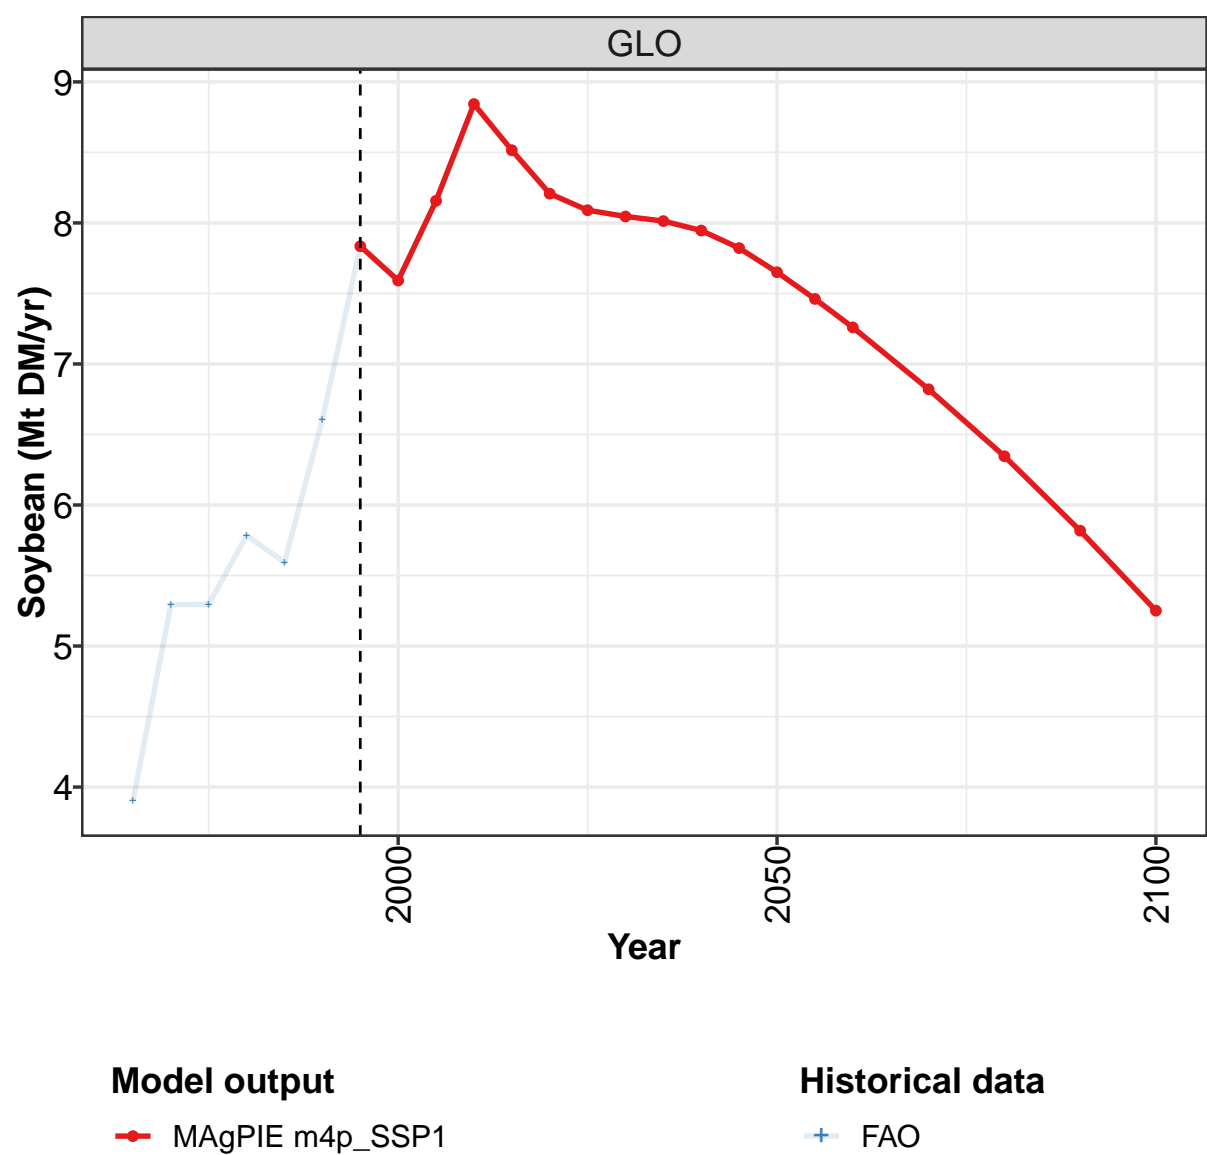 GLO
9
8
7
6
5
4
Soybean (Mt DM/yr)
2000
2050
2100
Year
Model output
Historical data
MAgPIE m4p_SSP1
FAO